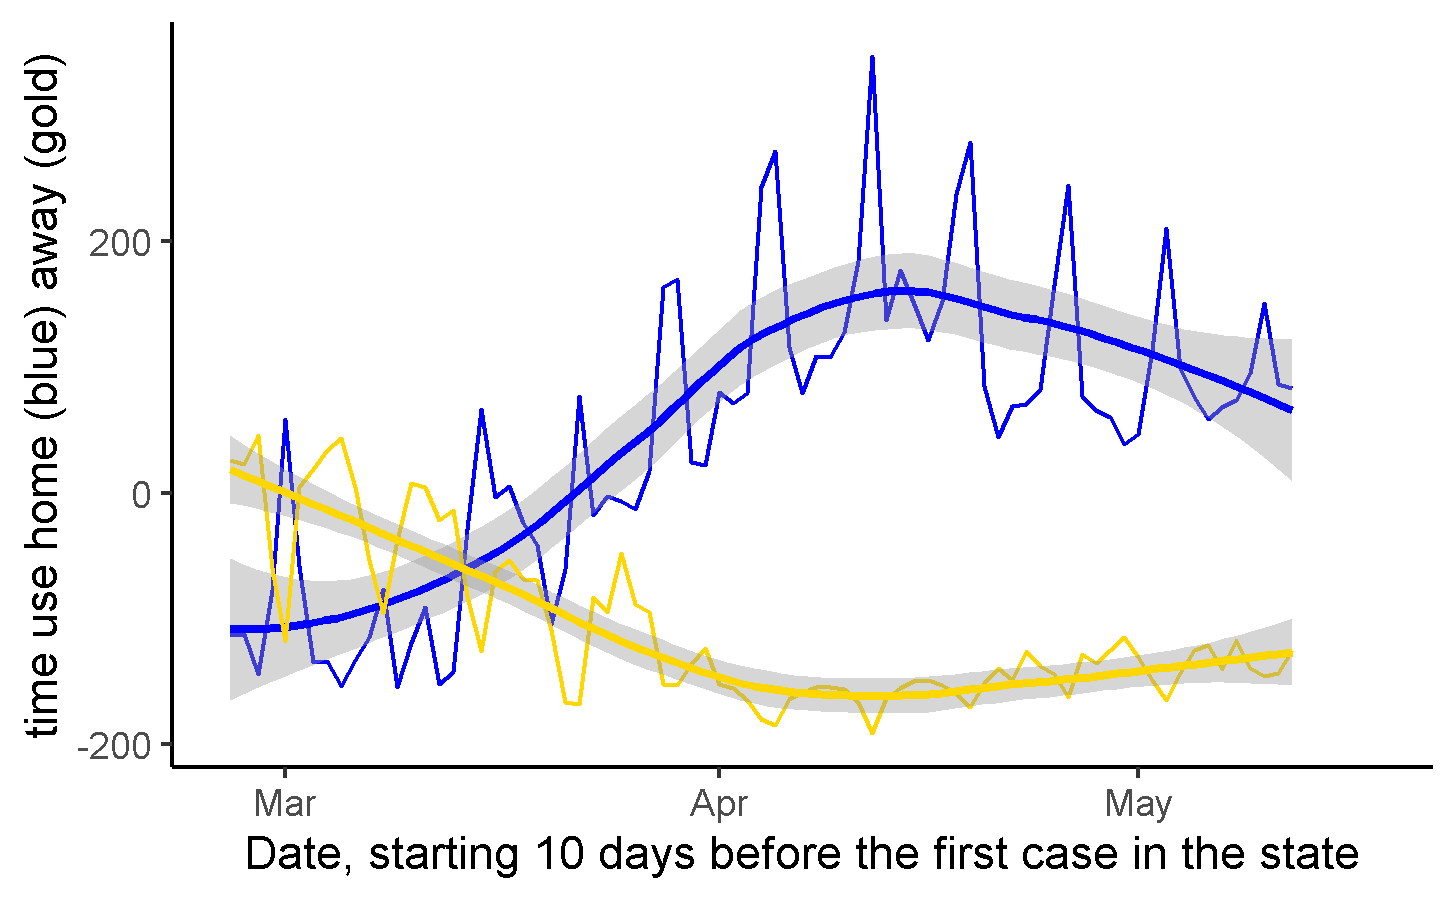 time use home (blue) away (gold)
200
0
-200
Mar
Apr
May
Date, starting 10 days before the first case in the state